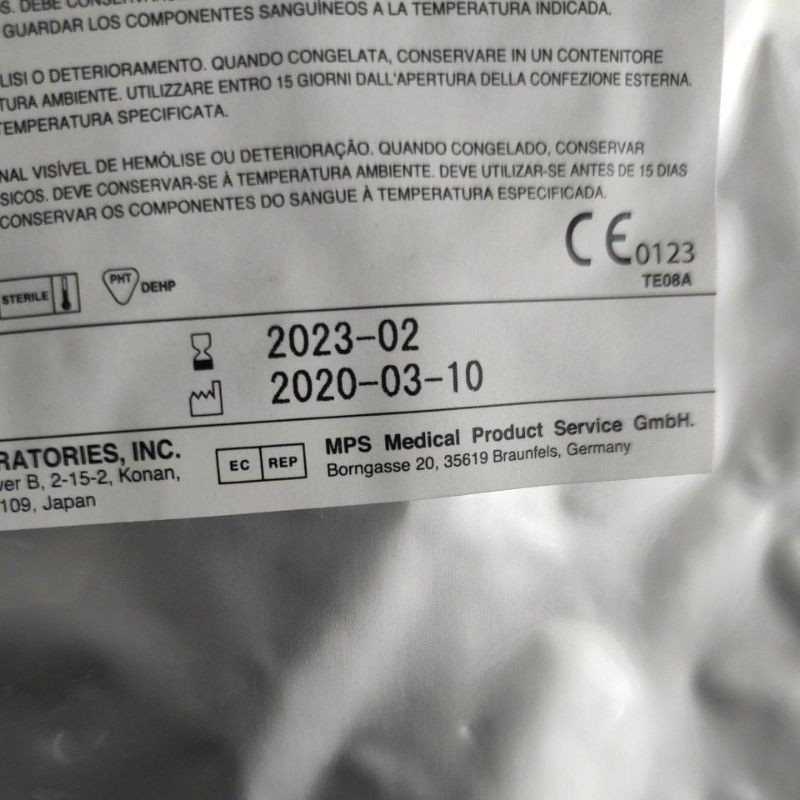 GUARDAR LOS COMPONENTES SANGUÍNEOS A LA TEMPERATURA INDICADA.
LISI O DETERIORAMENTO. QUANDO CONGELATA, CONSERVARE IN UN CONTENITORE
TURA AMBIENTE. UTILIZZARE ENTRO 15 GIORNI DALL'APERTURA DELLA CONFEZIONE ESTERNA.
TEMPERATURA SPECIFICATA.
NAL VISÍVEL DE HEMÓLISE OU DETERIORAÇÃO. QUANDO CONGELADO, CONSERVAR
SICOS. DEVE CONSERVAR-SE À TEMPERATURA AMBIENTE. DEVE UTILIZAR-SE ANTES DE 15 DIAS
CONSERVAR OS COMPONENTES DO SANGUE À TEMPERATURA ESPECIFICADA.
CE 0123
TE08A
STERILE
PHT DEHP
2023-02
2020-03-10
RATORIES, INC.
er B, 2-15-2, Konan,
109, Japan
EC REP
MPS Medical Product Service GmbH.
Borngasse 20, 35619 Braunfels, Germany